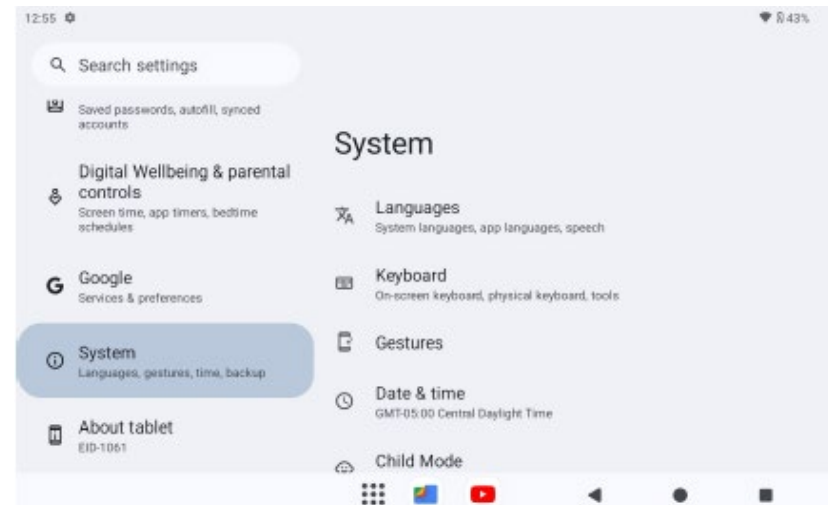 12:55
43%
Search settings
Saved passwords, autofill, synced
accounts
Digital Wellbeing & parental
controls
Screen time, app timers, bedtime
schedules
Google
Services & preferences
System
Languages, gestures, time, backup
About tablet
EID-1061
System
Languages
System languages, app languages, speech
Keyboard
On-screen keyboard, physical keyboard, tools
Gestures
Date & time
GMT-05:00 Central Daylight Time
Child Mode